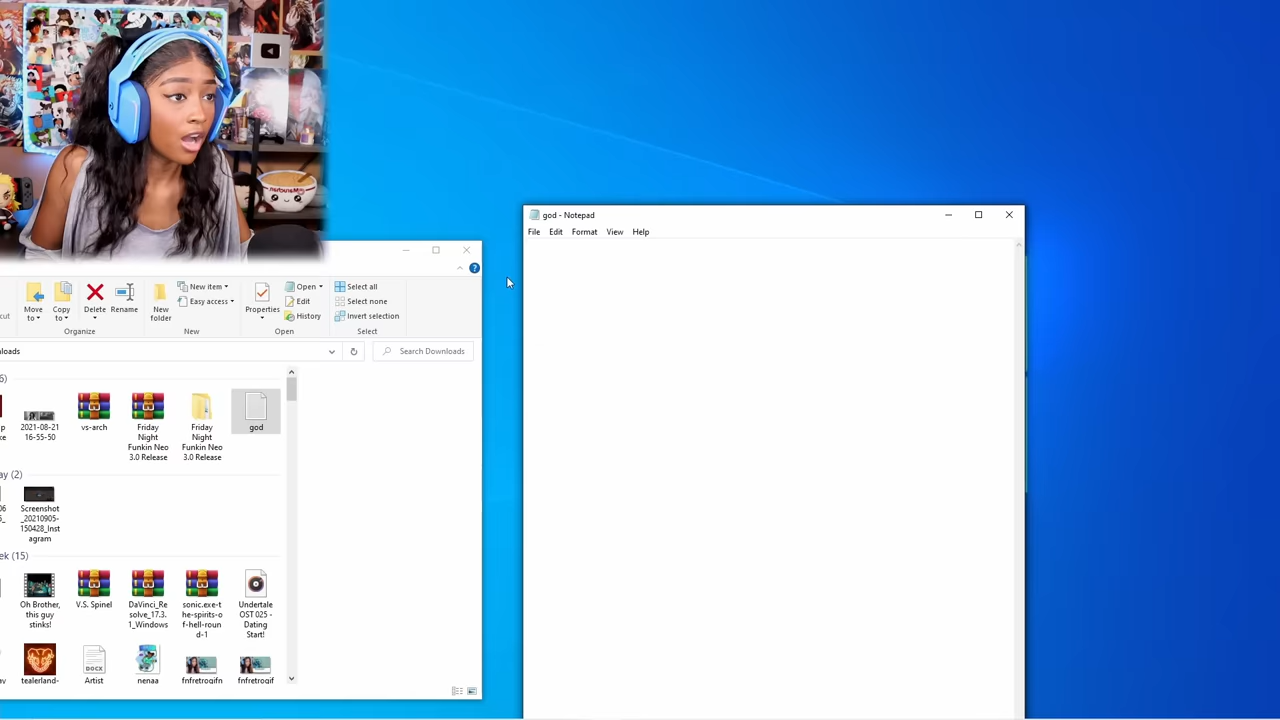 god - Notepad
File Edit Format View Help
New item
Easy access
Open
Edit
History
Select all
Select none
Invert selection
Move to
Copy to
Delete
Rename
New folder
Properties
Organize
New
Open
Select
Search Downloads
2021-08-21
16-55-50
vs-arch
Friday
Night
Funkin Neo
3.0 Release
Friday
Night
Funkin Neo
3.0 Release
god
(2)
Screenshot
_20210905-
150428_Inst
agram
(15)
Oh Brother,
this guy
stinks!
V.S. Spinel
DaVinci_Re
solve_17.3.
1_Windows
sonic.exe-t
he-spirits-o
f-hell-roun
d-1
Undertale
OST 025 -
Dating
Start!
tealerland-
DOCX
Artist
nenaa
fnfretrogifn
fnfretrogif